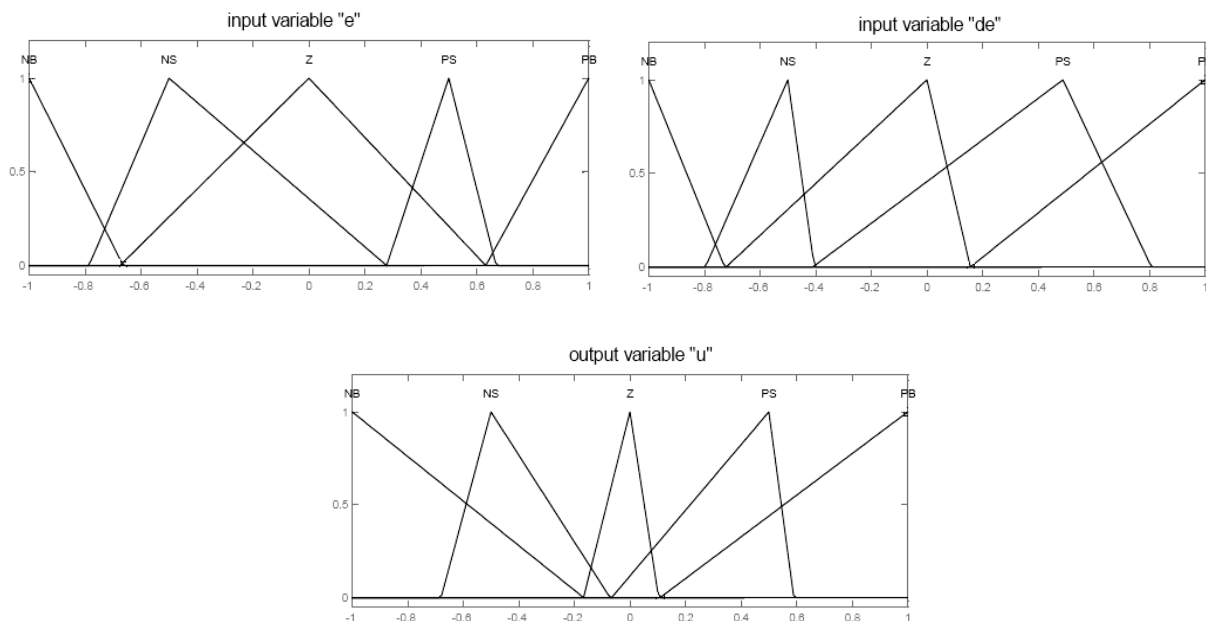 input variable "e"
NB NS Z PS PB
1
0.5
0
-1 -0.8 -0.6 -0.4 -0.2 0 0.2 0.4 0.6 0.8 1
input variable "de"
NB NS Z PS P
1
0.5
0
-1 -0.8 -0.6 -0.4 -0.2 0 0.2 0.4 0.6 0.8 1
output variable "u"
NB NS Z PS PB
1
0.5
0
-1 -0.8 -0.6 -0.4 -0.2 0 0.2 0.4 0.6 0.8 1